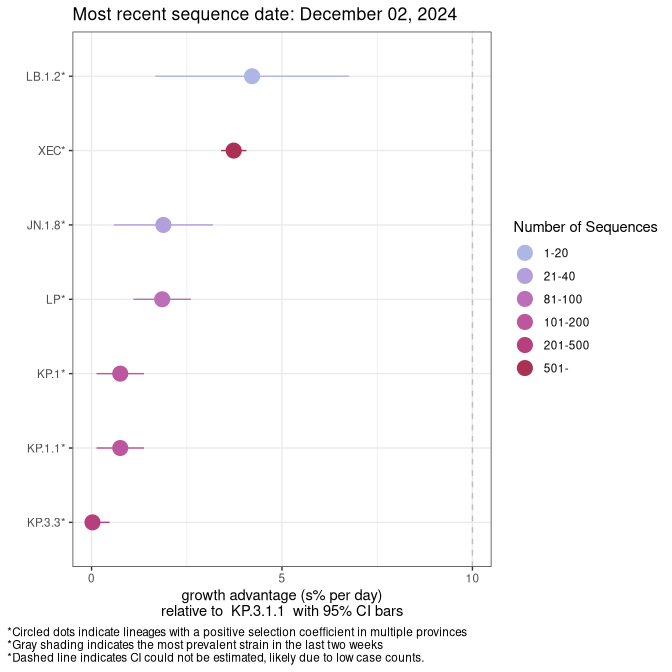 Most recent sequence date: December 02, 2024
LB.1.2*
XEC*
JN.1.8*
LP*
KP.1*
KP.1.1*
KP.3.3*
0 5 10
growth advantage (s% per day)
relative to KP.3.1.1 with 95% CI bars
Number of Sequences
1-20
21-40
81-100
101-200
201-500
501-
*Circled dots indicate lineages with a positive selection coefficient in multiple provinces
*Gray shading indicates the most prevalent strain in the last two weeks
*Dashed line indicates CI could not be estimated, likely due to low case counts.